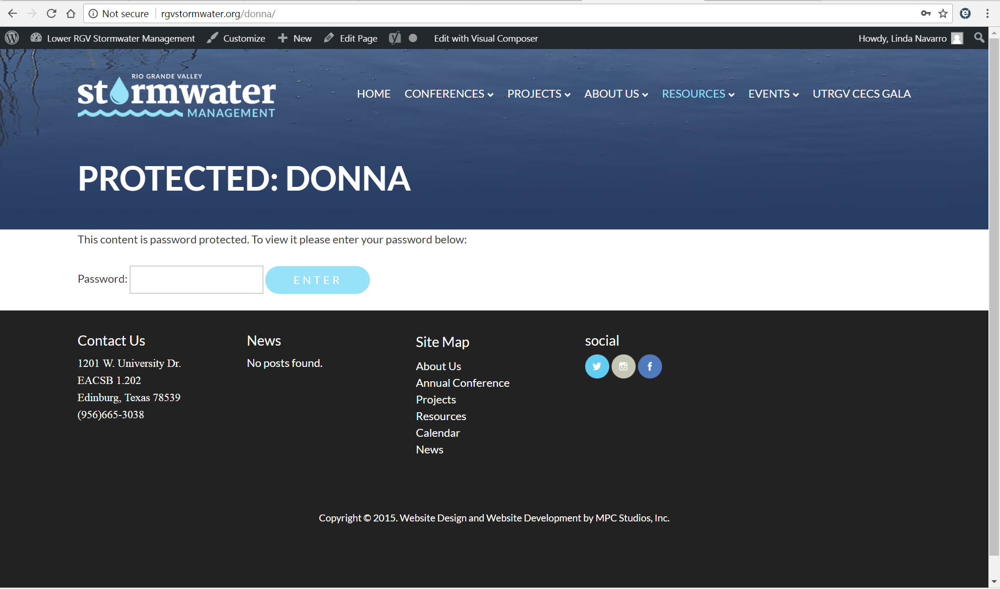 Not secure rgvstormwater.org/donna/
Lower RGV Stormwater Management Customize New Edit Page Edit with Visual Composer Howdy, Linda Navarro
RIO GRANDE VALLEY
stormwater
MANAGEMENT
HOME CONFERENCES PROJECTS ABOUT US RESOURCES EVENTS UTRGV CECS GALA
PROTECTED: DONNA
This content is password protected. To view it please enter your password below:
Password: ENTER
Contact Us
1201 W. University Dr.
EACSB 1.202
Edinburg, Texas 78539
(956)665-3038
News
No posts found.
Site Map
About Us
Annual Conference
Projects
Resources
Calendar
News
social
Copyright © 2015. Website Design and Website Development by MPC Studios, Inc.